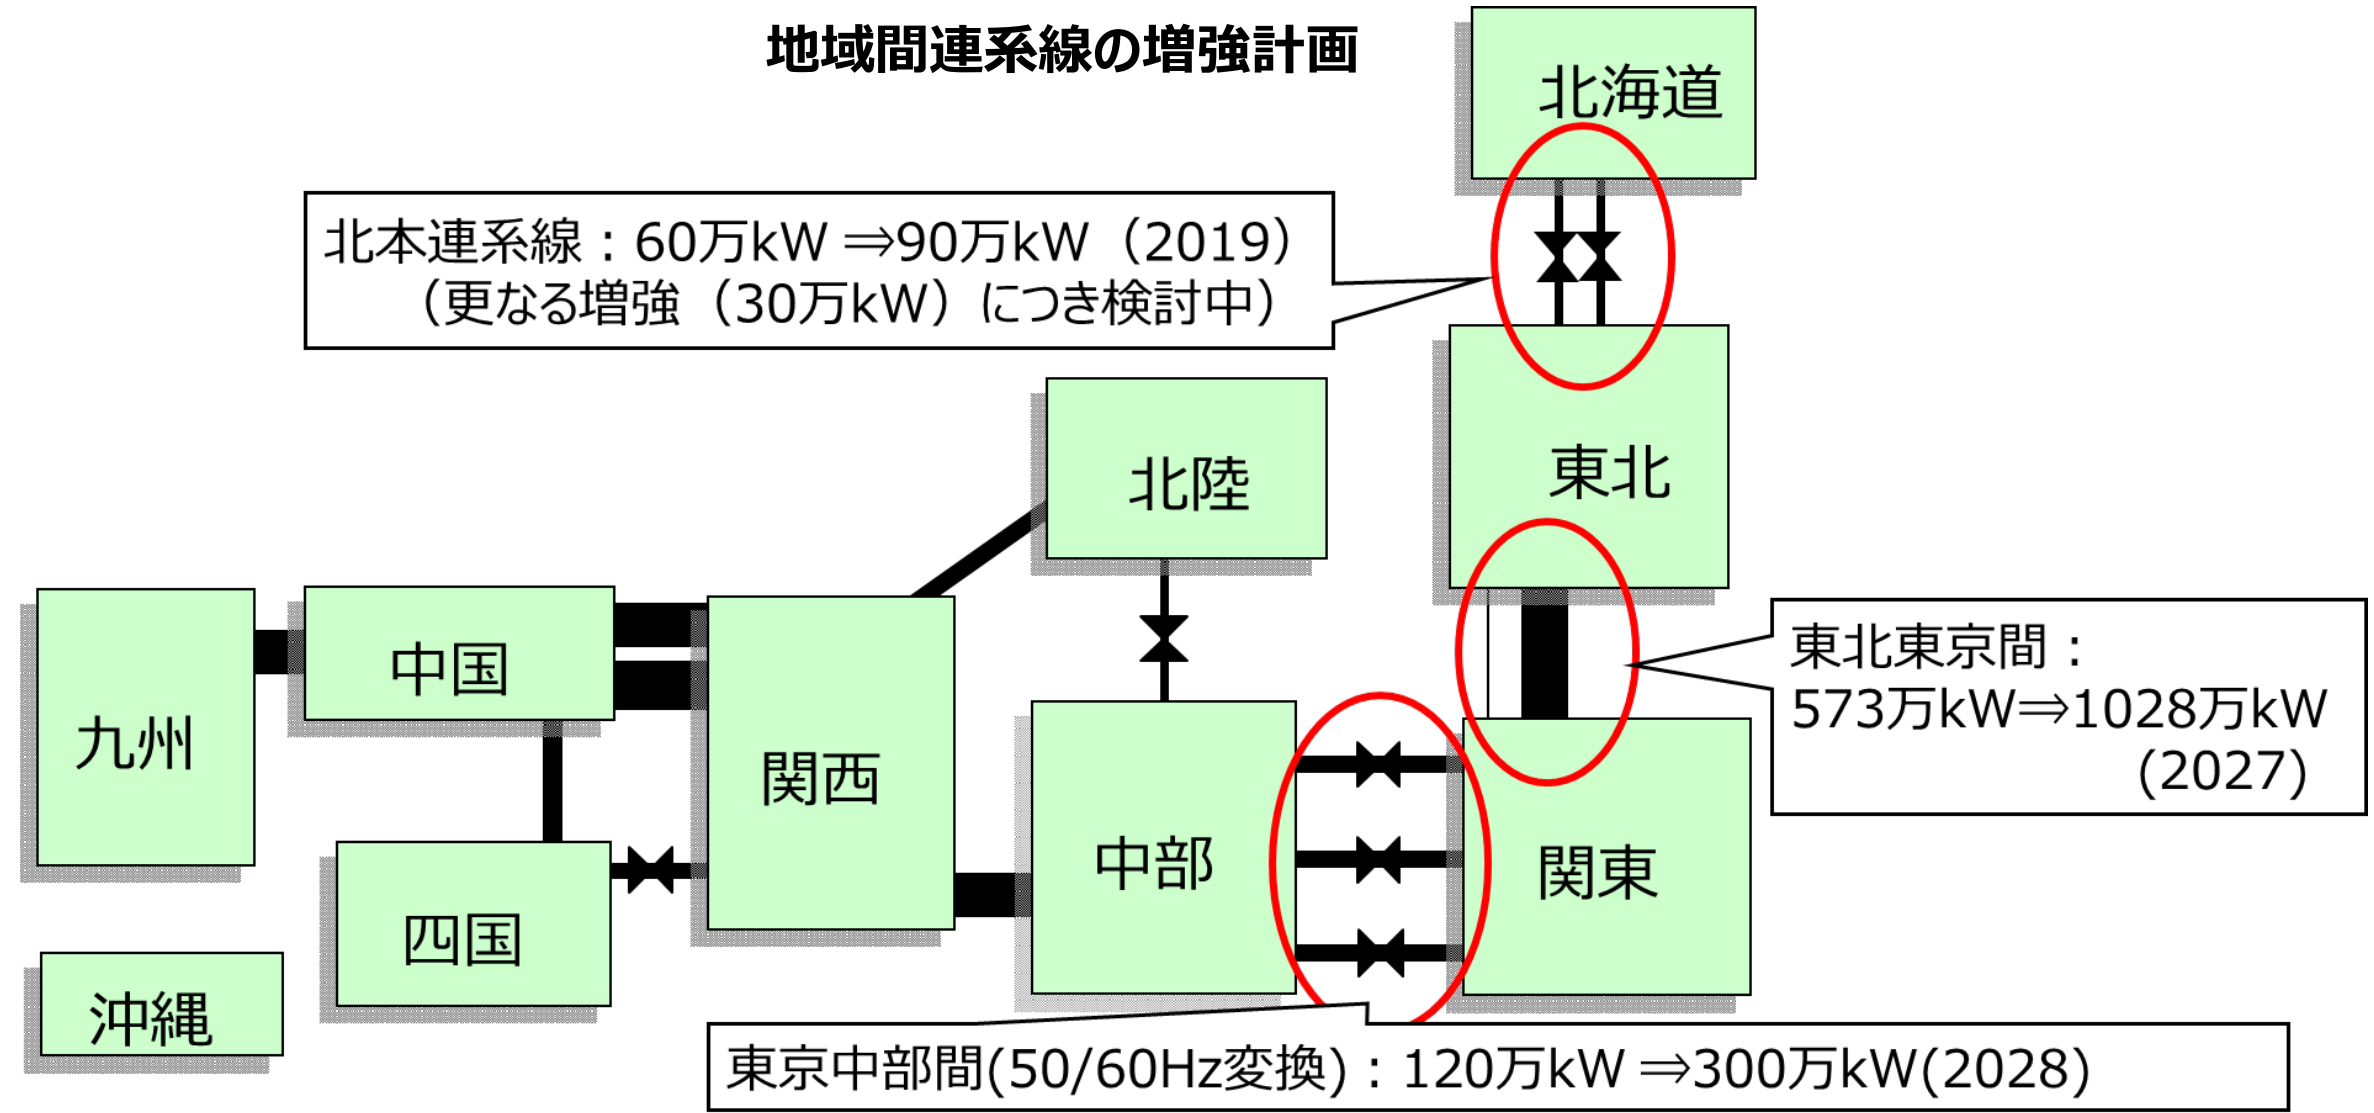 地域間連系線の増強計画
北海道
北本連系線：60万kW ⇒90万kW（2019）
（更なる増強（30万kW）につき検討中）
東北
北陸
東北東京間：
573万kW⇒1028万kW
(2027)
九州
中国
関西
中部
関東
四国
沖縄
東京中部間(50/60Hz変換)：120万kW ⇒300万kW(2028)